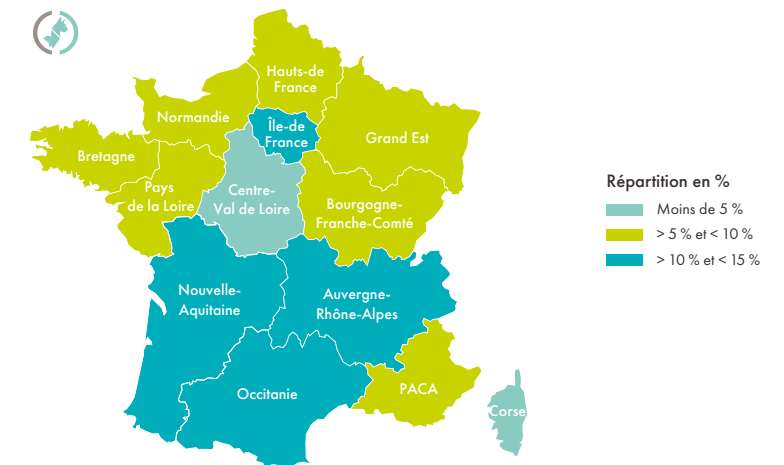 Hauts-de
France
Normandie
Île-de
France
Grand Est
Bretagne
Pays
de la Loire
Centre-
Val de Loire
Bourgogne-
Franche-Comté
Nouvelle-
Aquitaine
Auvergne-
Rhône-Alpes
Occitanie
PACA
Corse
Répartition en %
Moins de 5 %
> 5 % et < 10 %
> 10 % et < 15 %